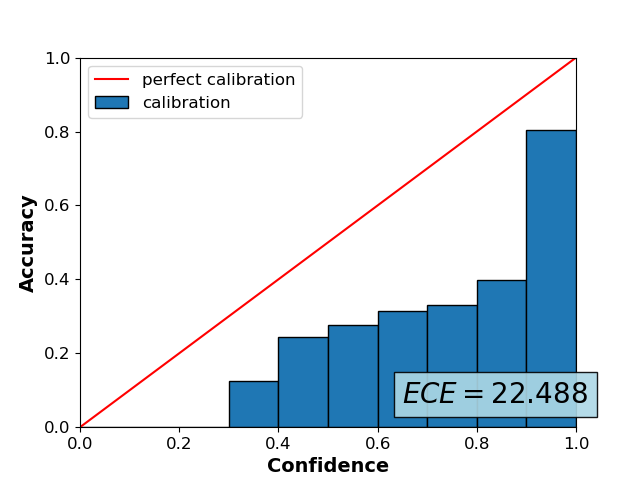 perfect calibration
calibration
1.0
0.8
0.6
0.4
0.2
0.0
Accuracy
ECE = 22.488
0.0 0.2 0.4 0.6 0.8 1.0
Confidence